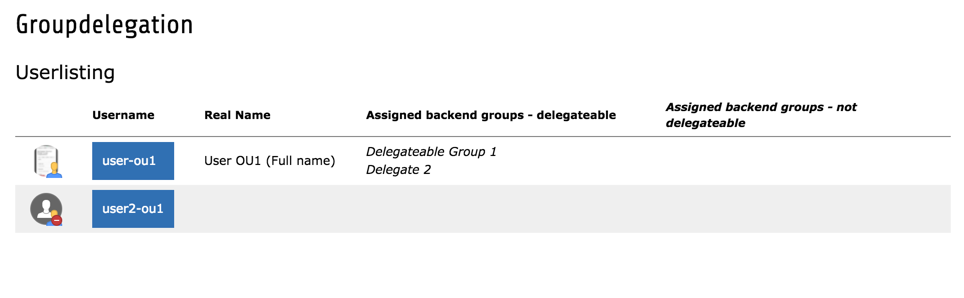 Groupdelegation
Userlisting
Username Real Name Assigned backend groups - delegateable Assigned backend groups - not delegateable
user-ou1 User OU1 (Full name) Delegateable Group 1
Delegate 2
user2-ou1